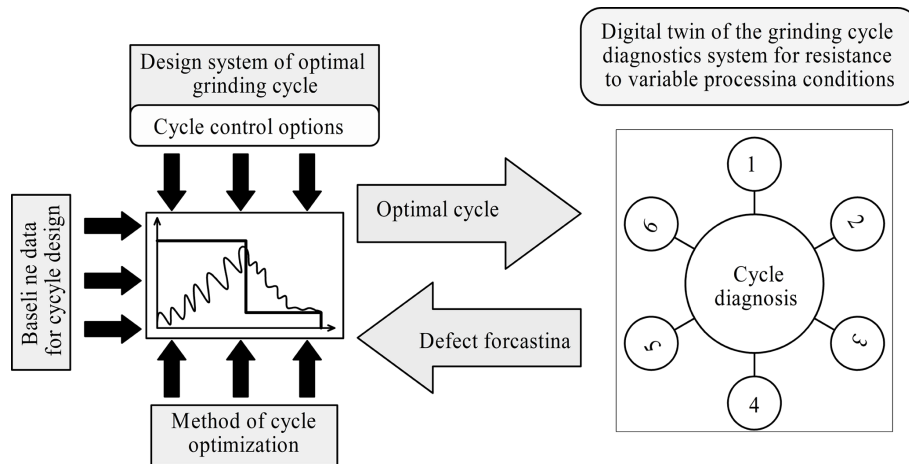 Design system of optimal
grinding cycle
Cycle control options
Baseli ne data
for cycyle design
Method of cycle
optimization
Optimal cycle
Defect forcastina
Digital twin of the grinding cycle
diagnostics system for resistance
to variable processina conditions
Cycle
diagnosis
1
2
3
4
5
6